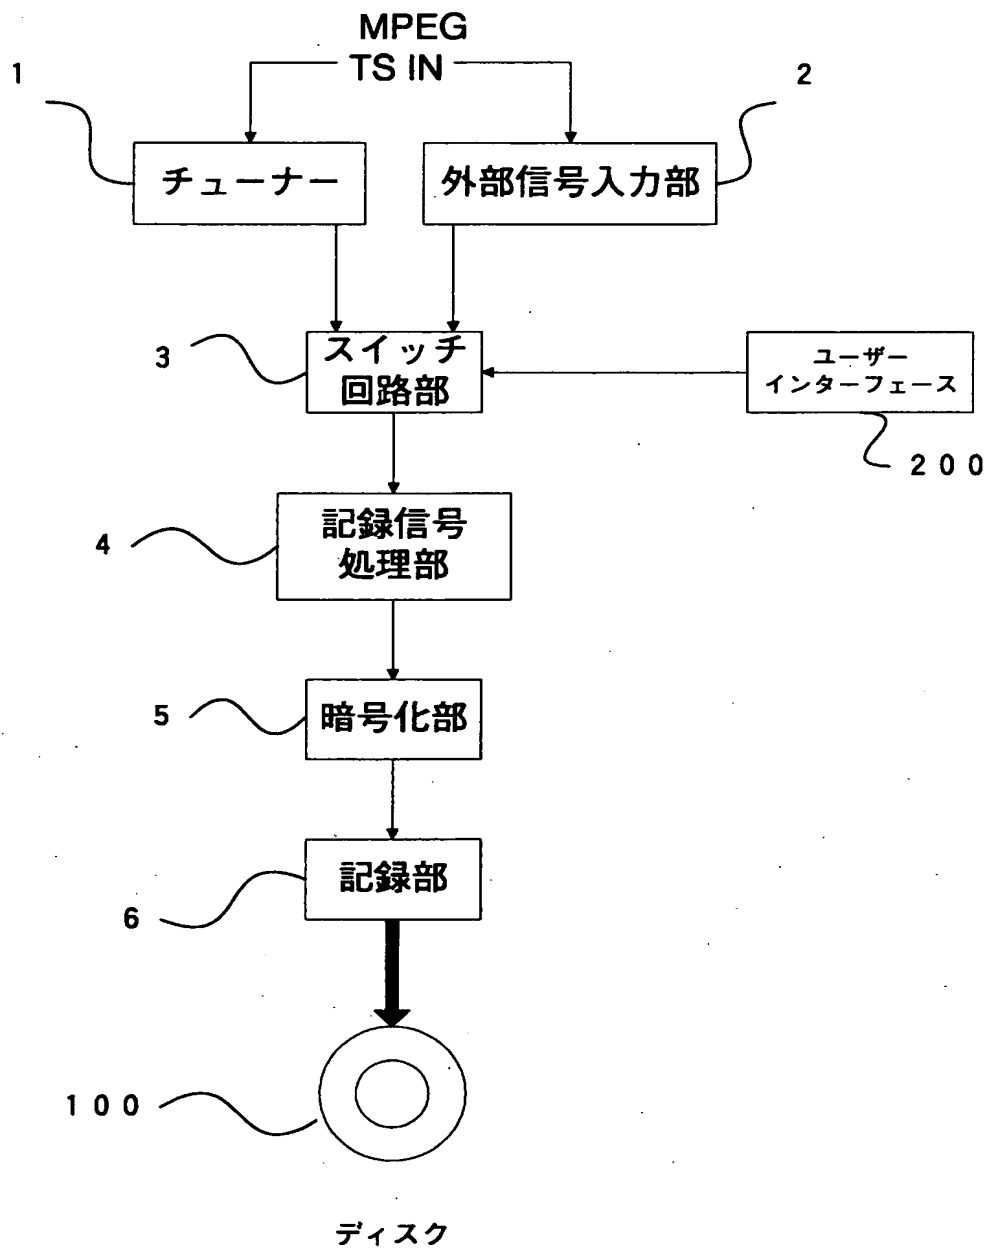 MPEG
TS IN
1
2
チューナー
外部信号入力部
3
スイッチ
回路部
ユーザー
インターフェース
200
4
記録信号
処理部
5
暗号化部
6
記録部
100
ディスク